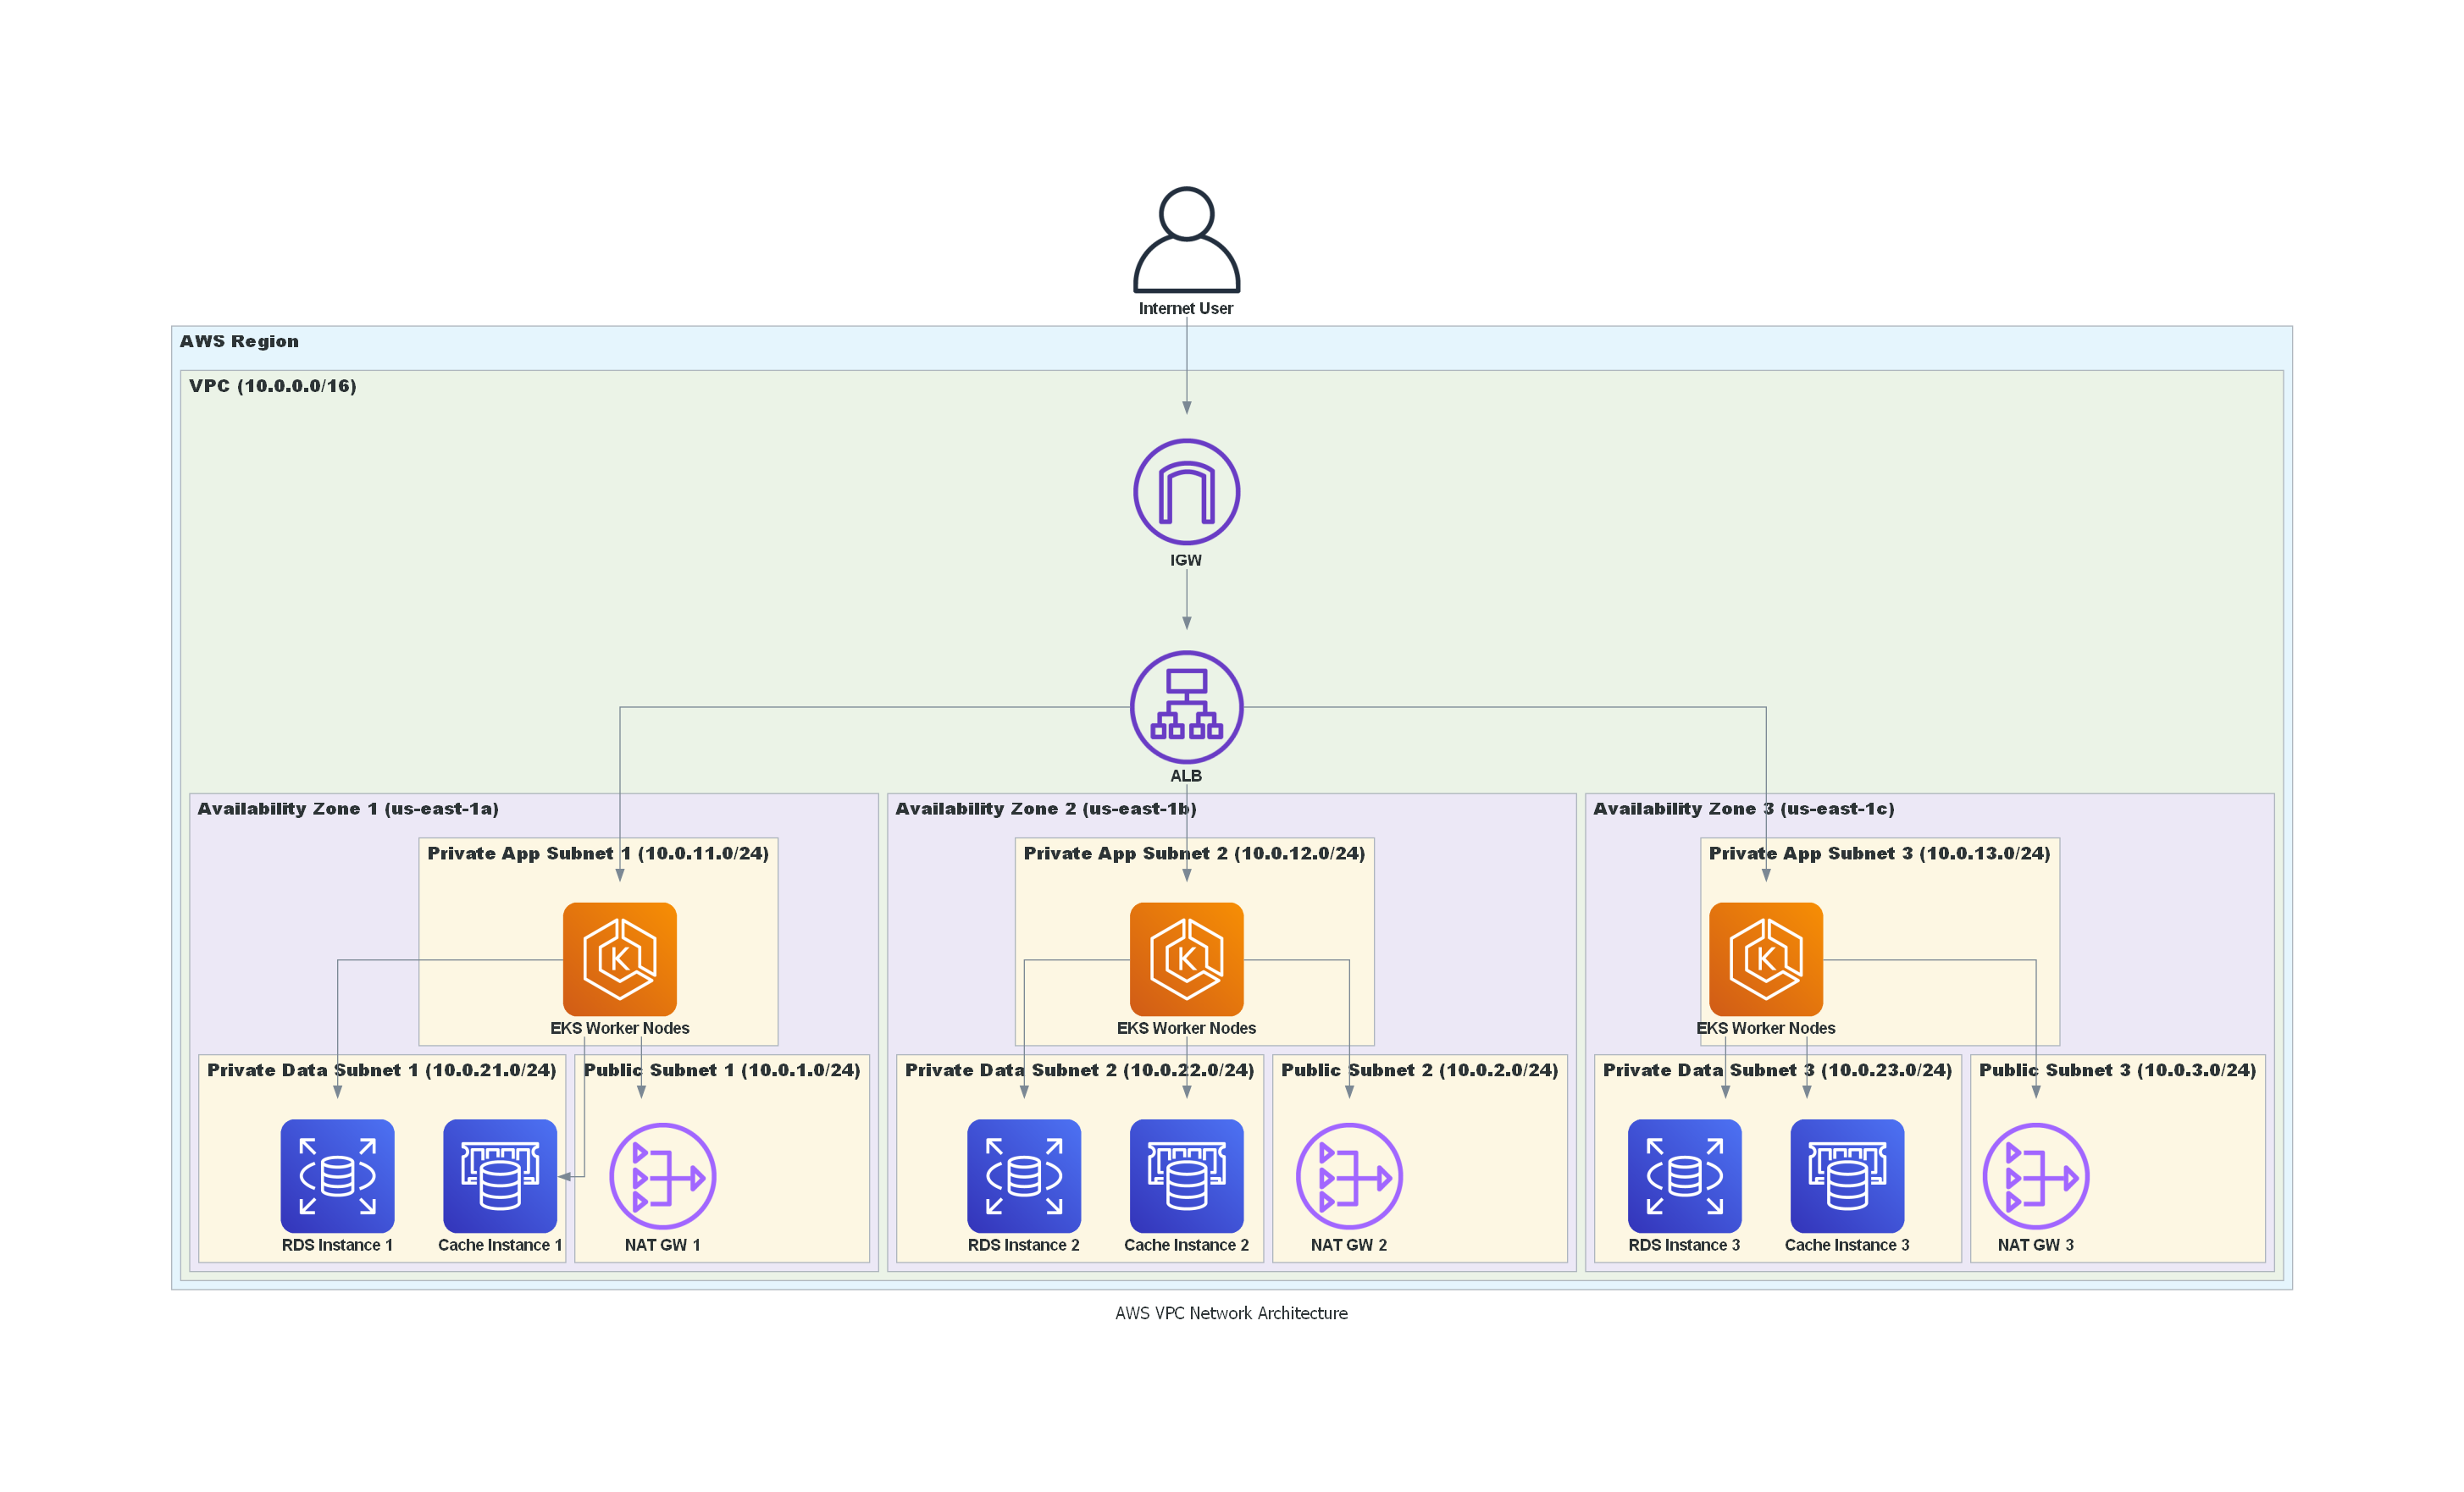 Internet User
AWS Region
VPC (10.0.0.0/16)
IGW
ALB
Availability Zone 1 (us-east-1a)
Private App Subnet 1 (10.0.11.0/24)
K
EKS Worker Nodes
Private Data Subnet 1 (10.0.21.0/24)
RDS Instance 1
Cache Instance 1
Public Subnet 1 (10.0.1.0/24)
NAT GW 1
Availability Zone 2 (us-east-1b)
Private App Subnet 2 (10.0.12.0/24)
K
EKS Worker Nodes
Private Data Subnet 2 (10.0.22.0/24)
RDS Instance 2
Cache Instance 2
Public Subnet 2 (10.0.2.0/24)
NAT GW 2
Availability Zone 3 (us-east-1c)
Private App Subnet 3 (10.0.13.0/24)
K
EKS Worker Nodes
Private Data Subnet 3 (10.0.23.0/24)
RDS Instance 3
Cache Instance 3
Public Subnet 3 (10.0.3.0/24)
NAT GW 3
AWS VPC Network Architecture